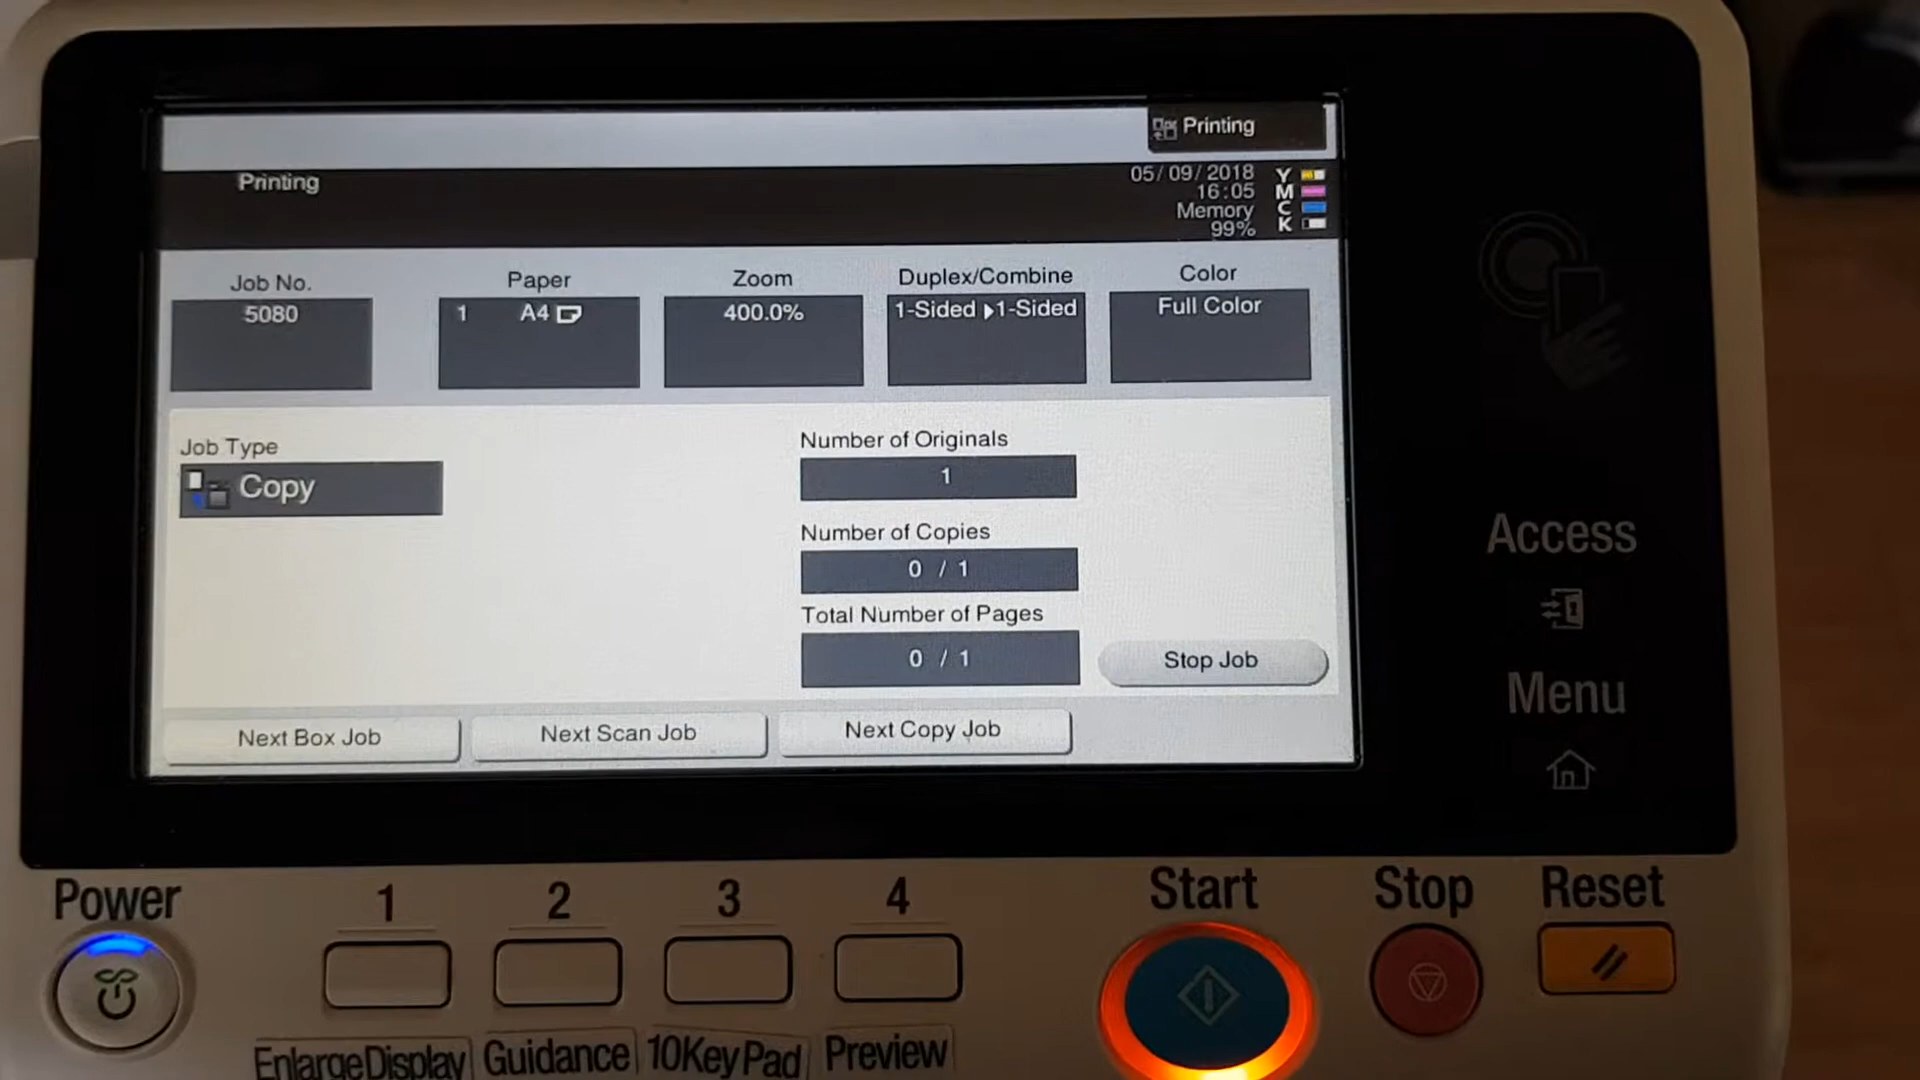 Printing
Printing
05/09/2018
16:05
Memory
99%
Y
M
C
K
Job No.
5080
Paper
1 A4
Zoom
400.0%
Duplex/Combine
1-Sided ▶1-Sided
Color
Full Color
Job Type
Copy
Number of Originals
1
Number of Copies
0 / 1
Total Number of Pages
0 / 1
Stop Job
Next Box Job
Next Scan Job
Next Copy Job
Access
Menu
Power
1
2
3
4
Start
Stop
Reset
EnlargeDisplay
Guidance
10KeyPad
Preview